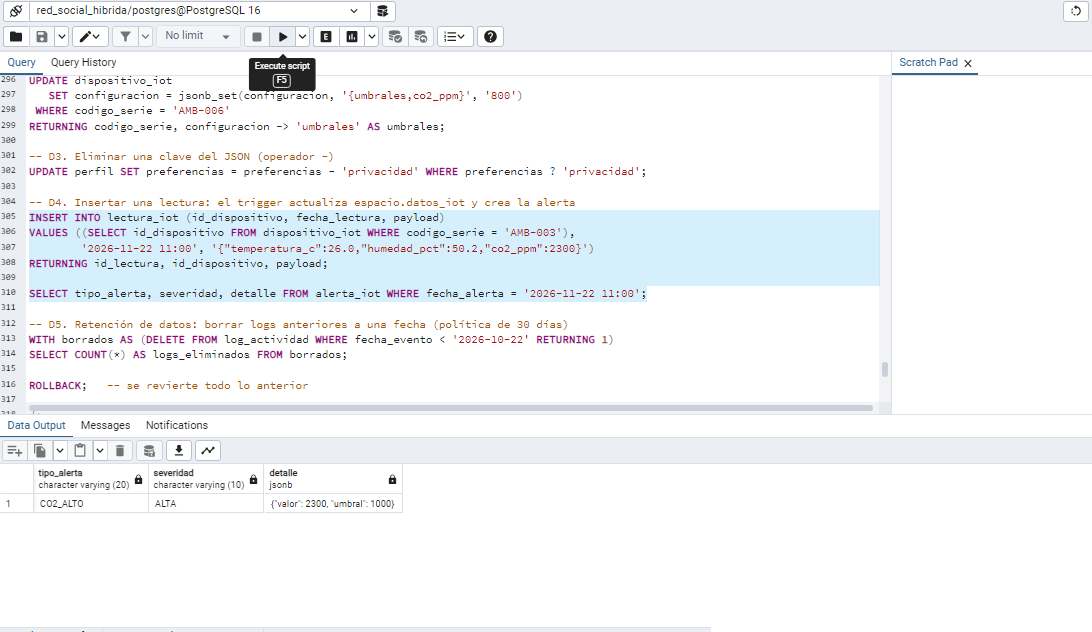 red_social_hibrida/postgres@PostgreSQL 16
No limit
E
Query
Query History
Execute script
F5
Scratch Pad
296 UPDATE dispositivo_iot
297 SET configuracion = jsonb_set(configuracion, '{umbrales,co2_ppm}', '800')
298 WHERE codigo_serie = 'AMB-006'
299 RETURNING codigo_serie, configuracion -> 'umbrales' AS umbrales;
300
301 -- D3. Eliminar una clave del JSON (operador -)
302 UPDATE perfil SET preferencias = preferencias - 'privacidad' WHERE preferencias ? 'privacidad';
303
304 -- D4. Insertar una lectura: el trigger actualiza espacio.datos_iot y crea la alerta
305 INSERT INTO lectura_iot (id_dispositivo, fecha_lectura, payload)
306 VALUES ((SELECT id_dispositivo FROM dispositivo_iot WHERE codigo_serie = 'AMB-003'),
307 '2026-11-22 11:00', '{"temperatura_c":26.0,"humedad_pct":50.2,"co2_ppm":2300}')
308 RETURNING id_lectura, id_dispositivo, payload;
309
310 SELECT tipo_alerta, severidad, detalle FROM alerta_iot WHERE fecha_alerta = '2026-11-22 11:00';
311
312 -- D5. Retención de datos: borrar logs anteriores a una fecha (política de 30 días)
313 WITH borrados AS (DELETE FROM log_actividad WHERE fecha_evento < '2026-10-22' RETURNING 1)
314 SELECT COUNT(*) AS logs_eliminados FROM borrados;
315
316 ROLLBACK; -- se revierte todo lo anterior
317
Data Output
Messages
Notifications
tipo_alerta
character varying (20)
severidad
character varying (10)
detalle
jsonb
1 CO2_ALTO ALTA {"valor": 2300, "umbral": 1000}